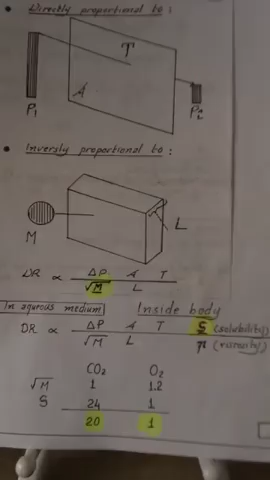 • Directly proportional to :
T
A
P₁
P₂
• Inversly proportional to :
M
L
DR ∝ ΔP A T
√M L
In aqueous medium Inside body
DR ∝ ΔP A T S (solubility)
√M L η (viscosity)
CO₂ O₂
√M 1 1.2
S 24 1
20 1